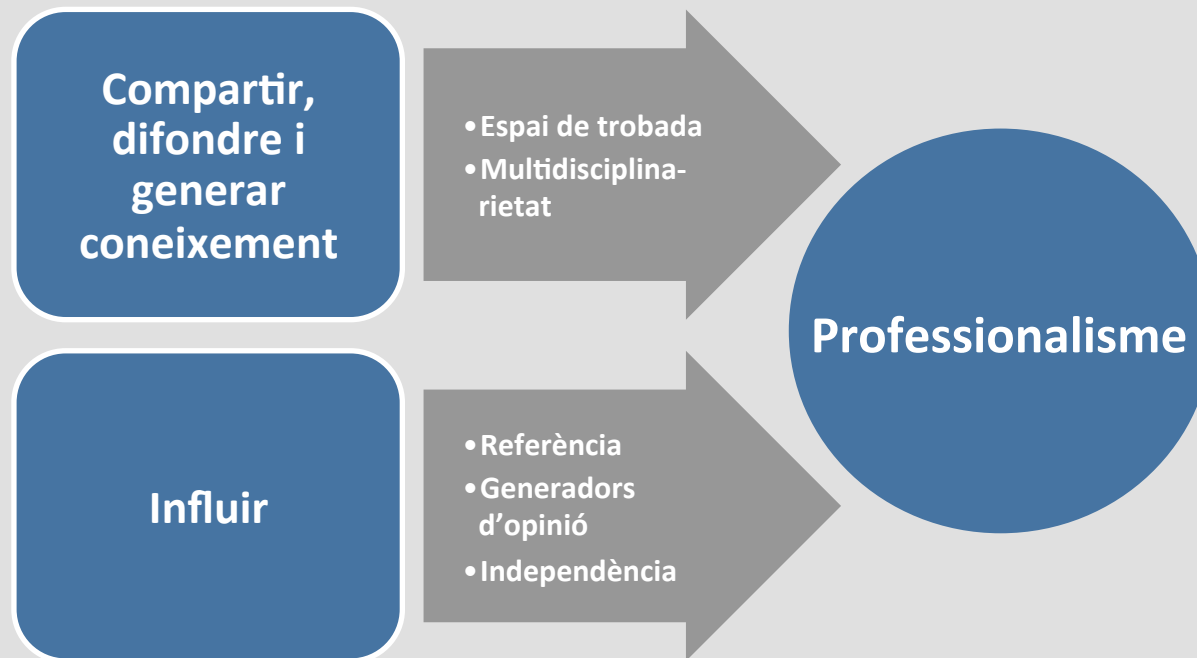 Compartir,
difondre i
generar
coneixement
•Espai de trobada
•Multidisciplina-
rietat
Professionalisme
Influir
•Referència
•Generadors
d’opinió
•Independència